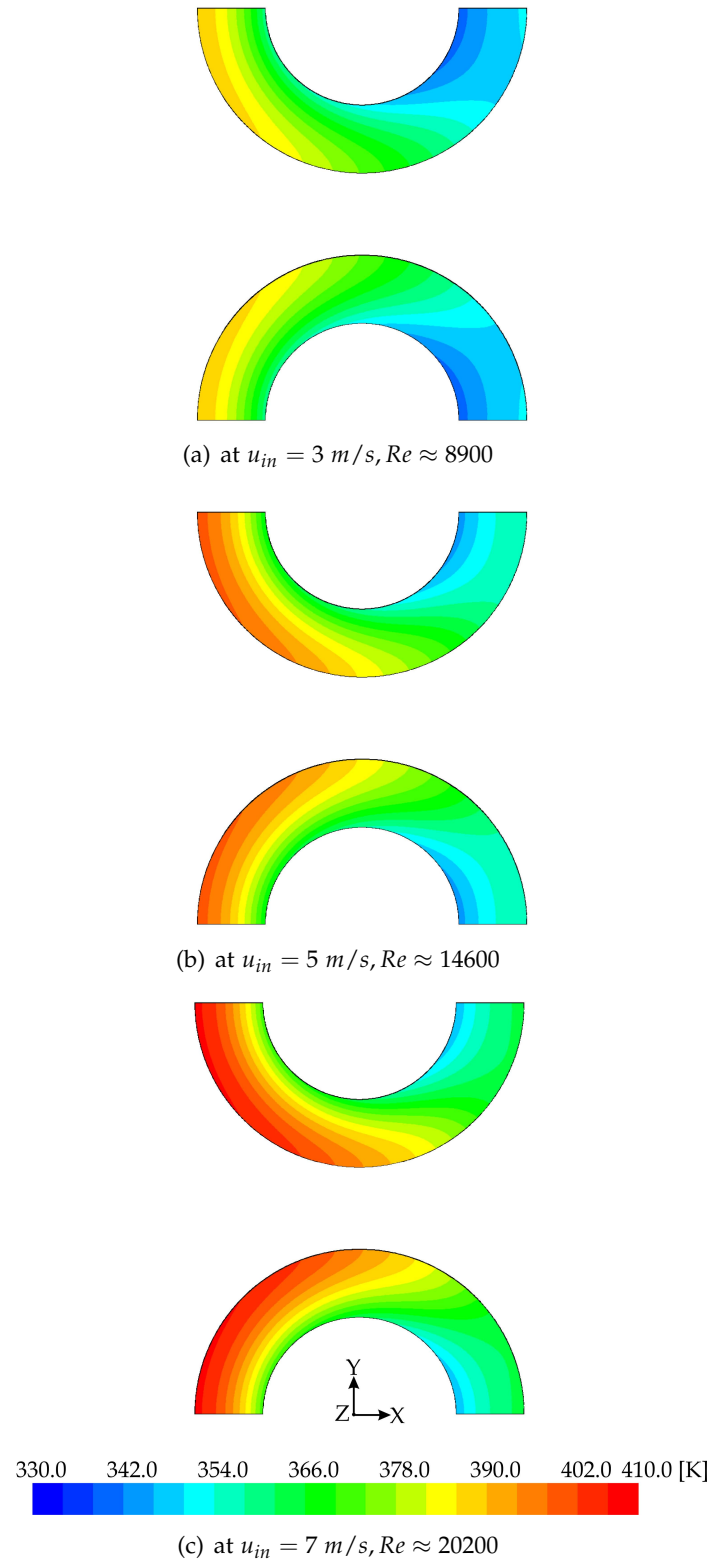 (a) at u_in = 3 m/s, Re ≈ 8900
(b) at u_in = 5 m/s, Re ≈ 14600
Y
Z X
330.0 342.0 354.0 366.0 378.0 390.0 402.0 410.0 [K]
(c) at u_in = 7 m/s, Re ≈ 20200